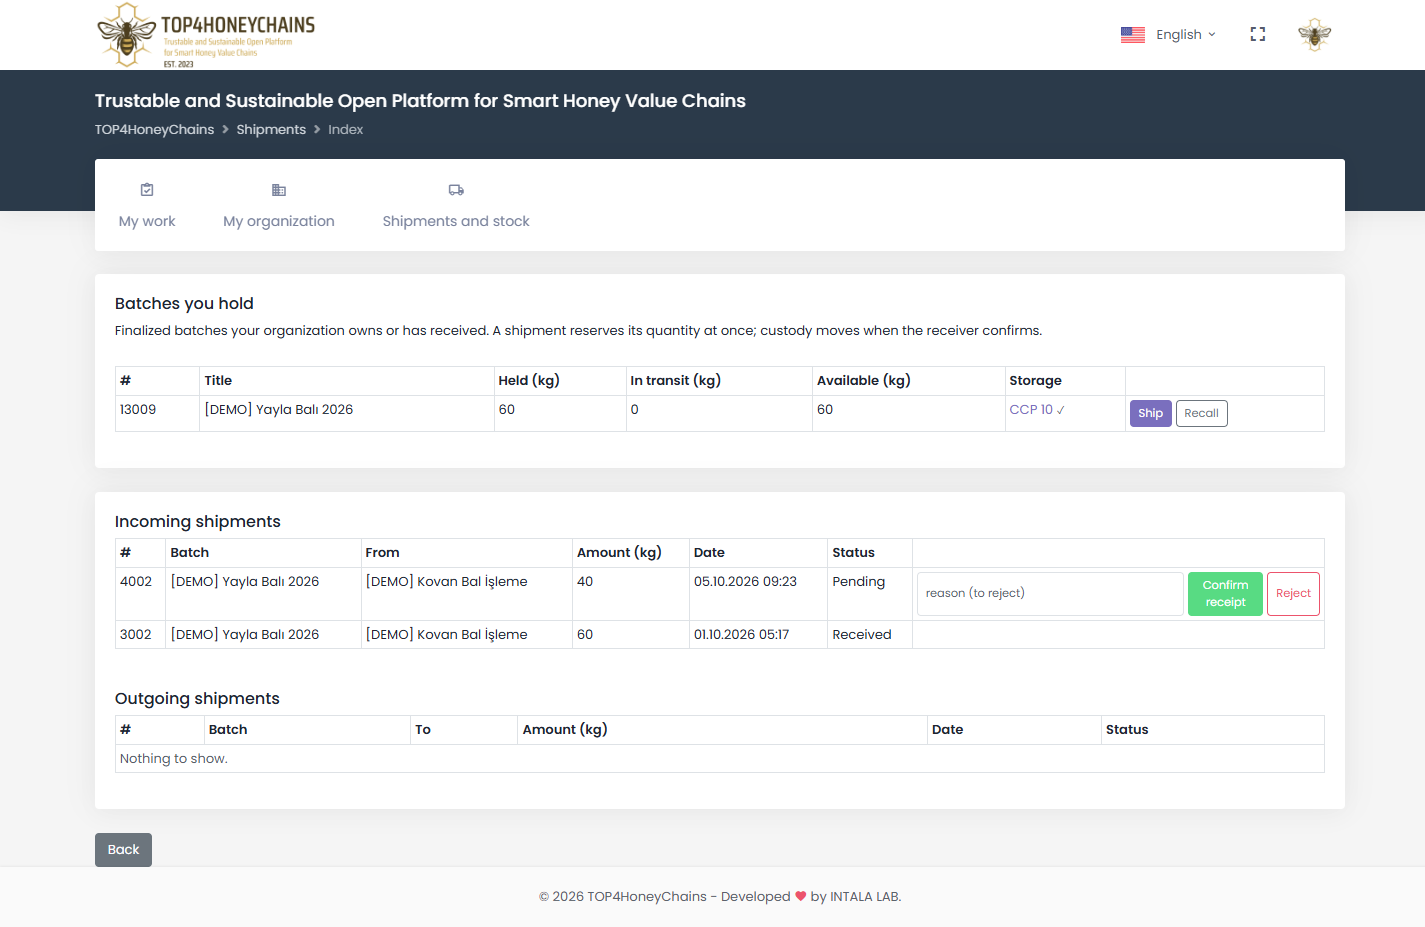 TOP4HONEYCHAINS
Trustable and Sustainable Open Platform
for Smart Honey Value Chains
EST. 2023
English
Trustable and Sustainable Open Platform for Smart Honey Value Chains
TOP4HoneyChains > Shipments > Index
My work My organization Shipments and stock
Batches you hold
Finalized batches your organization owns or has received. A shipment reserves its quantity at once; custody moves when the receiver confirms.
# Title Held (kg) In transit (kg) Available (kg) Storage
13009 [DEMO] Yayla Balı 2026 60 0 60 CCP 10 ✓ Ship Recall
Incoming shipments
# Batch From Amount (kg) Date Status
4002 [DEMO] Yayla Balı 2026 [DEMO] Kovan Bal İşleme 40 05.10.2026 09:23 Pending reason (to reject) Confirm receipt Reject
3002 [DEMO] Yayla Balı 2026 [DEMO] Kovan Bal İşleme 60 01.10.2026 05:17 Received
Outgoing shipments
# Batch To Amount (kg) Date Status
Nothing to show.
Back
© 2026 TOP4HoneyChains - Developed ❤ by INTALA LAB.